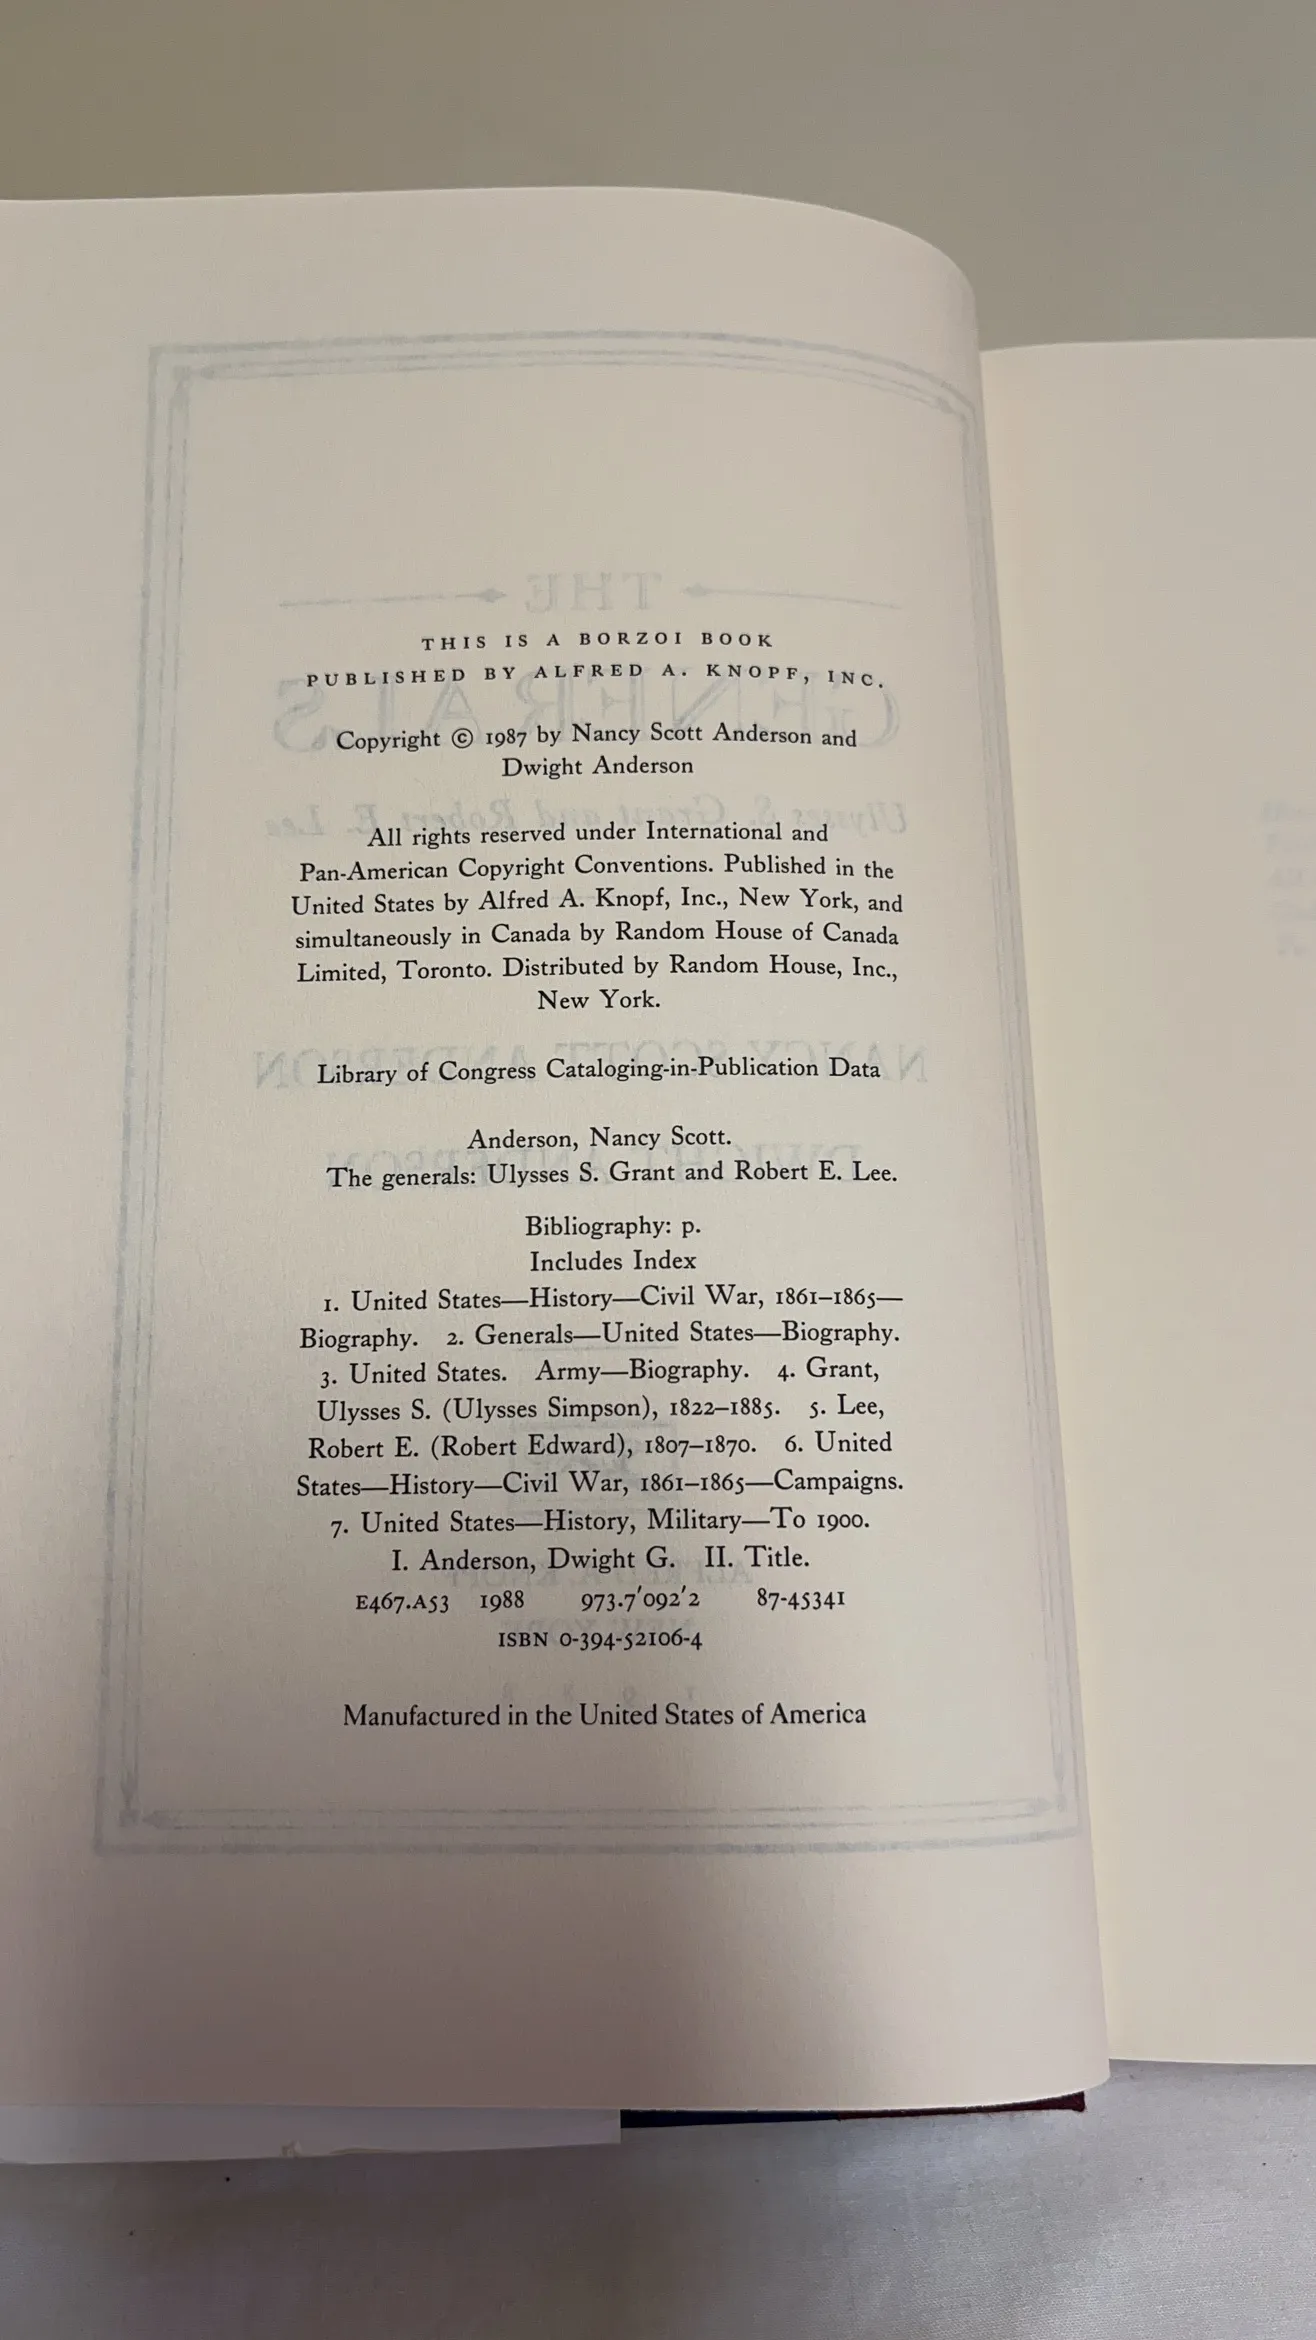 THIS IS A BORZOI BOOK
PUBLISHED BY ALFRED A. KNOPF, INC.
Copyright © 1987 by Nancy Scott Anderson and
Dwight Anderson
All rights reserved under International and
Pan-American Copyright Conventions. Published in the
United States by Alfred A. Knopf, Inc., New York, and
simultaneously in Canada by Random House of Canada
Limited, Toronto. Distributed by Random House, Inc.,
New York.
Library of Congress Cataloging-in-Publication Data
Anderson, Nancy Scott.
The generals: Ulysses S. Grant and Robert E. Lee.
Bibliography: p.
Includes Index
1. United States—History—Civil War, 1861–1865—
Biography. 2. Generals—United States—Biography.
3. United States. Army—Biography. 4. Grant,
Ulysses S. (Ulysses Simpson), 1822–1885. 5. Lee,
Robert E. (Robert Edward), 1807–1870. 6. United
States—History—Civil War, 1861–1865—Campaigns.
7. United States—History, Military—To 1900.
I. Anderson, Dwight G. II. Title.
E467.A53 1988 973.7′092′2 87-45341
ISBN 0-394-52106-4
Manufactured in the United States of America